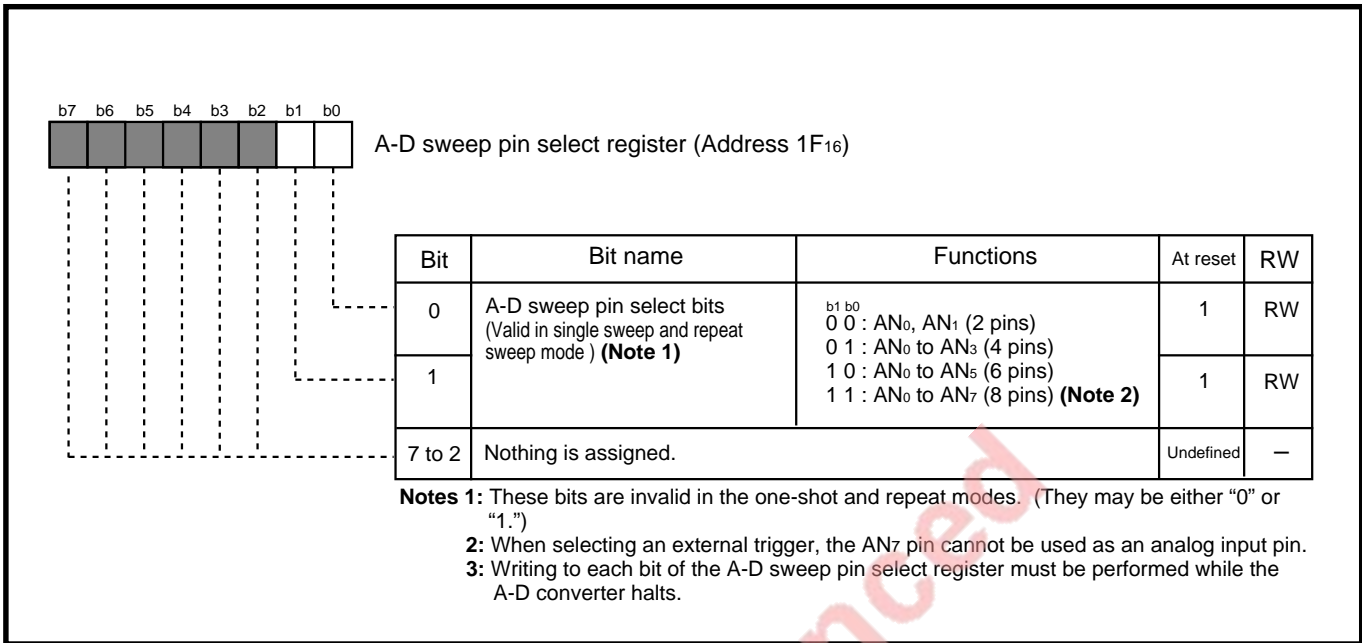 b7 b6 b5 b4 b3 b2 b1 b0
A-D sweep pin select register (Address 1F₁₆)
Bit Bit name Functions At reset RW
0 A-D sweep pin select bits
(Valid in single sweep and repeat
sweep mode ) (Note 1)
b1 b0
0 0 : AN₀, AN₁ (2 pins)
0 1 : AN₀ to AN₃ (4 pins)
1 0 : AN₀ to AN₅ (6 pins)
1 1 : AN₀ to AN₇ (8 pins) (Note 2)
1 RW
1
1 RW
7 to 2 Nothing is assigned. Undefined –
Notes 1: These bits are invalid in the one-shot and repeat modes. (They may be either “0” or
“1.”)
2: When selecting an external trigger, the AN₇ pin cannot be used as an analog input pin.
3: Writing to each bit of the A-D sweep pin select register must be performed while the
A-D converter halts.